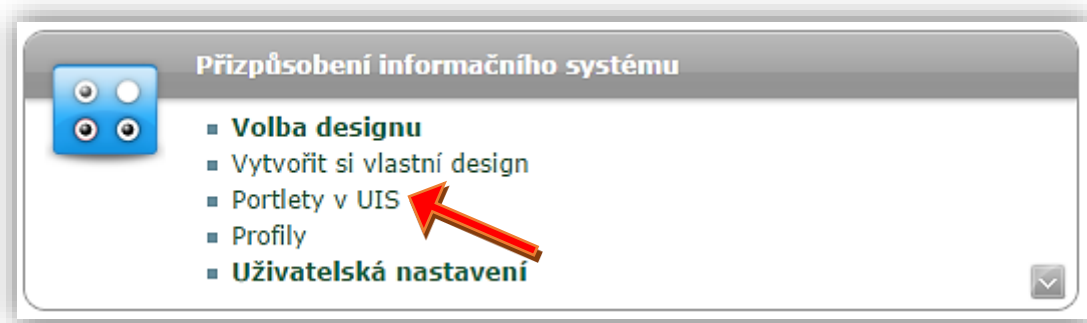 Přizpůsobení informačního systému
Volba designu
Vytvořit si vlastní design
Portlety v UIS
Profily
Uživatelská nastavení